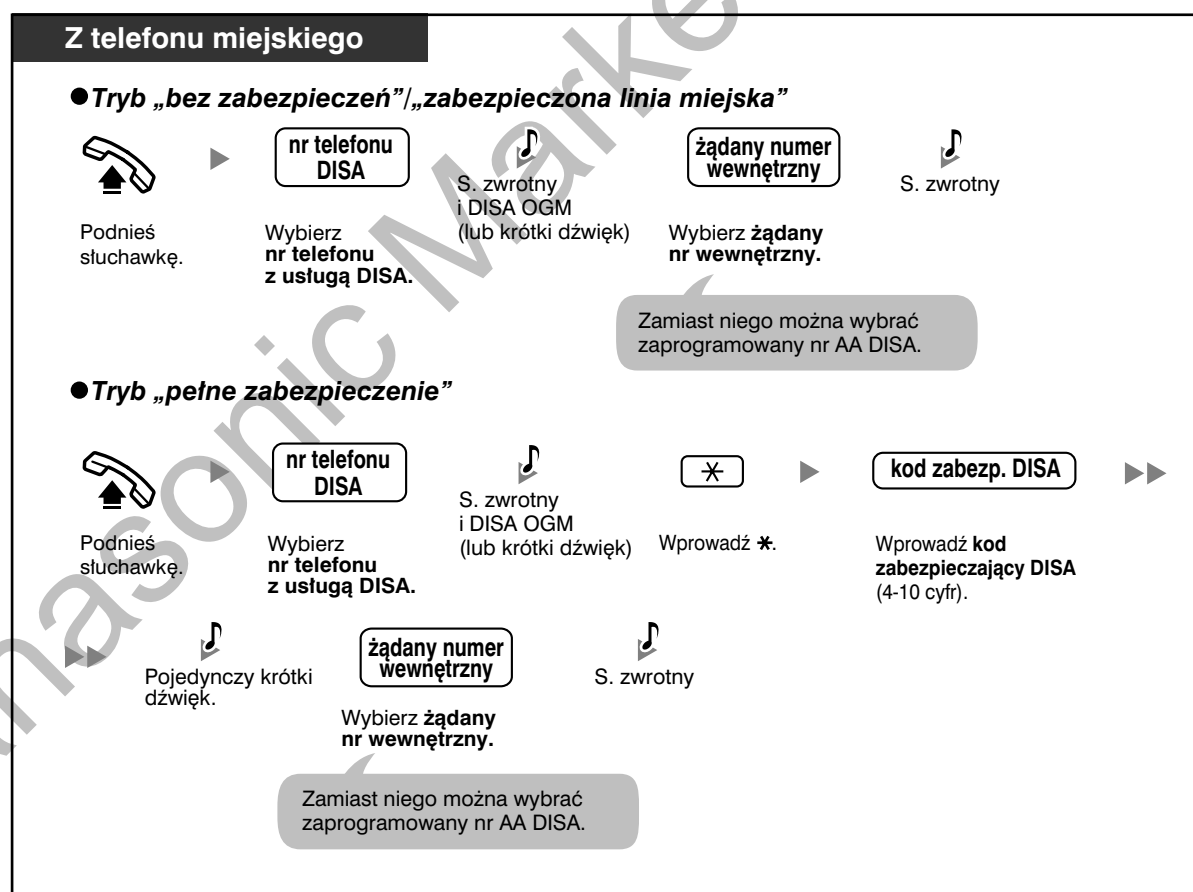 Z telefonu miejskiego
●Tryb „bez zabezpieczeń”/„zabezpieczona linia miejska”
nr telefonu
DISA
żądany numer
wewnętrzny
S. zwrotny
i DISA OGM
(lub krótki dźwięk)
S. zwrotny
Podnieś
słuchawkę.
Wybierz
nr telefonu
z usługą DISA.
Wybierz żądany
nr wewnętrzny.
Zamiast niego można wybrać
zaprogramowany nr AA DISA.
●Tryb „pełne zabezpieczenie”
nr telefonu
DISA
S. zwrotny
i DISA OGM
(lub krótki dźwięk)
*
kod zabezp. DISA
Podnieś
słuchawkę.
Wybierz
nr telefonu
z usługą DISA.
Wprowadź *.
Wprowadź kod
zabezpieczający DISA
(4-10 cyfr).
Pojedynczy krótki
dźwięk.
żądany numer
wewnętrzny
S. zwrotny
Wybierz żądany
nr wewnętrzny.
Zamiast niego można wybrać
zaprogramowany nr AA DISA.
nasonic Marke